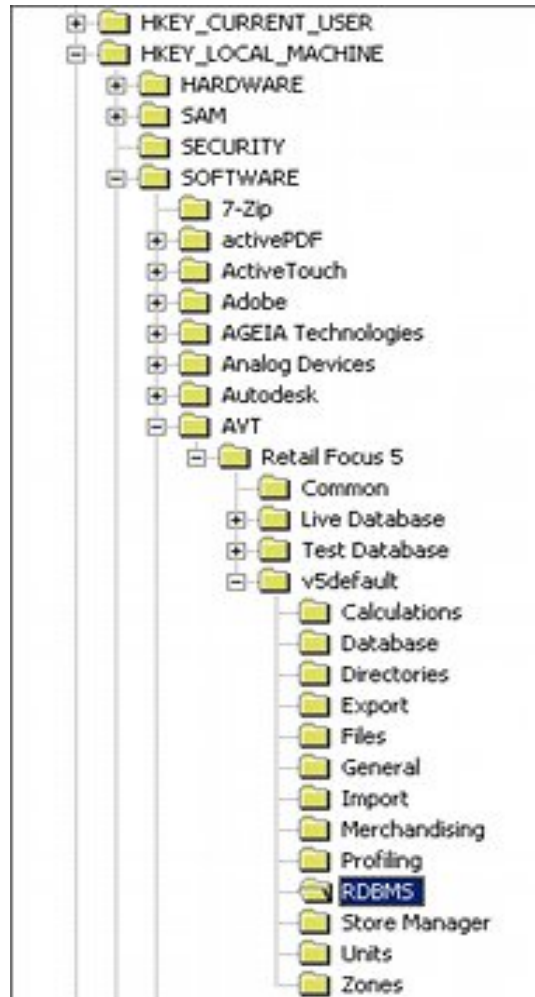 HKEY_CURRENT_USER
HKEY_LOCAL_MACHINE
HARDWARE
SAM
SECURITY
SOFTWARE
7-Zip
activePDF
ActiveTouch
Adobe
AGEIA Technologies
Analog Devices
Autodesk
AVT
Retail Focus 5
Common
Live Database
Test Database
v5default
Calculations
Database
Directories
Export
Files
General
Import
Merchandising
Profiling
RDBMS
Store Manager
Units
Zones